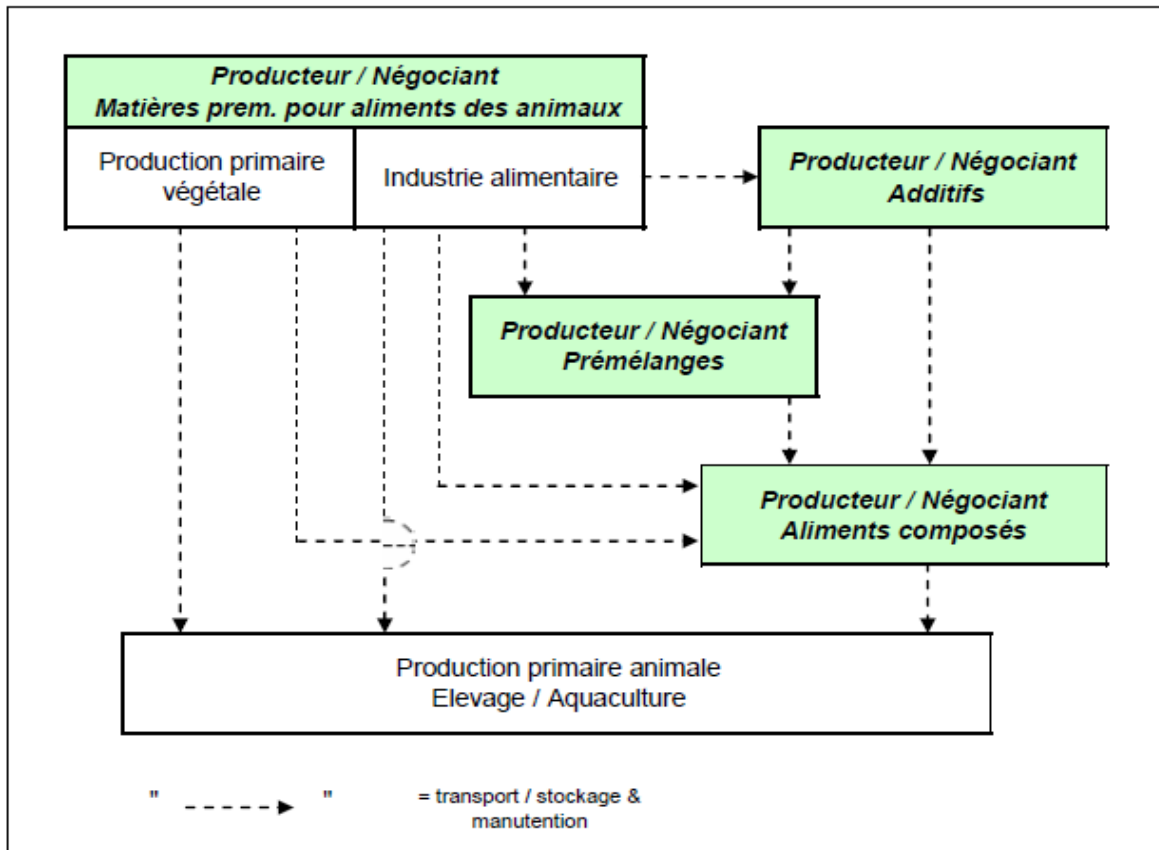 Producteur / Négociant
Matières prem. pour aliments des animaux
Production primaire
végétale
Industrie alimentaire
Producteur / Négociant
Additifs
Producteur / Négociant
Prémélanges
Producteur / Négociant
Aliments composés
Production primaire animale
Elevage / Aquaculture
" " = transport / stockage &
manutention